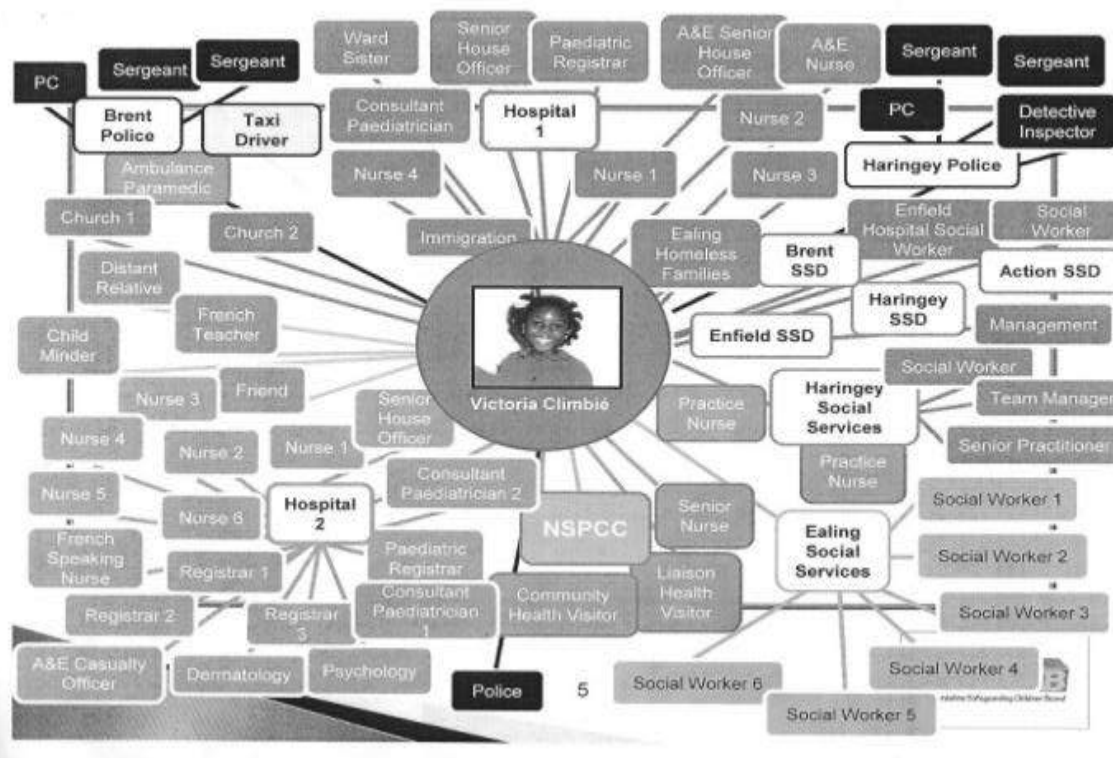 PC
Sergeant
Sergeant
Ward
Sister
Senior
House
Officer
Paediatric
Registrar
A&E Senior
House
Officer
A&E
Nurse
Sergeant
Sergeant
Brent
Police
Taxi
Driver
Consultant
Paediatrician
Hospital
1
Nurse 2
PC
Detective
Inspector
Ambulance
Paramedic
Nurse 4
Nurse 1
Nurse 3
Haringey Police
Church 1
Church 2
Immigration
Ealing
Homeless
Families
Brent
SSD
Enfield
Hospital Social
Worker
Social
Worker
Distant
Relative
French
Teacher
Haringey
SSD
Action SSD
Child
Minder
Enfield SSD
Management
Victoria Climbié
Nurse 3
Friend
Senior
House
Officer
Practice
Nurse
Haringey
Social
Services
Social Worker
Team Manager
Nurse 4
Nurse 2
Nurse 1
Senior Practitioner
Practice
Nurse
Nurse 5
Nurse 6
Hospital
2
Consultant
Paediatrician 2
NSPCC
Senior
Nurse
Ealing
Social
Services
Social Worker 1
French
Speaking
Nurse
Registrar 1
Paediatric
Registrar
Social Worker 2
Registrar 2
Registrar
3
Consultant
Paediatrician
1
Community
Health Visitor
Liaison
Health
Visitor
Social Worker 3
A&E Casualty
Officer
Dermatology
Psychology
Police
5
Social Worker 6
Social Worker 5
Social Worker 4
B
Safeguarding Children Board